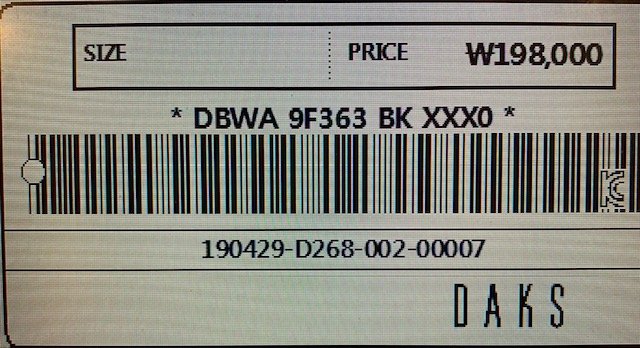 SIZE PRICE ₩198,000
* DBWA 9F363 BK XXX0 *
190429-D268-002-00007
DAKS